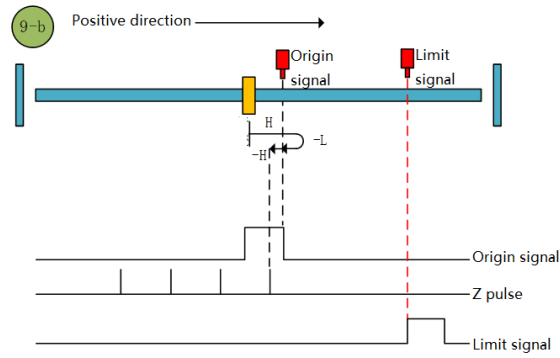 9-b
Positive direction
Origin
signal
Limit
signal
H
-L
-H
Origin signal
Z pulse
Limit signal